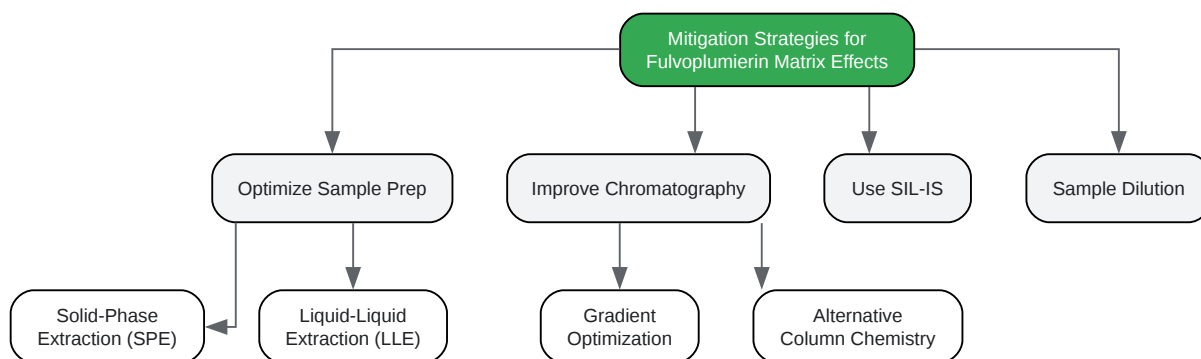 Mitigation Strategies for
Fulvoplumierin Matrix Effects
Optimize Sample Prep
Improve Chromatography
Use SIL-IS
Sample Dilution
Solid-Phase
Extraction (SPE)
Liquid-Liquid
Extraction (LLE)
Gradient
Optimization
Alternative
Column Chemistry